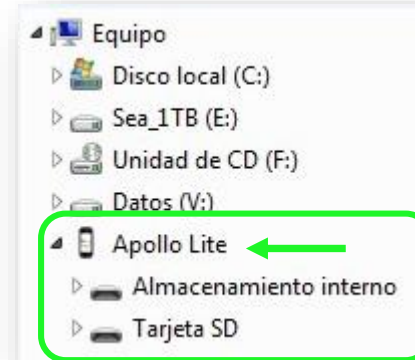 Equipo
Disco local (C:)
Sea_1TB (E:)
Unidad de CD (F:)
Datos (V:)
Apollo Lite
Almacenamiento interno
Tarjeta SD